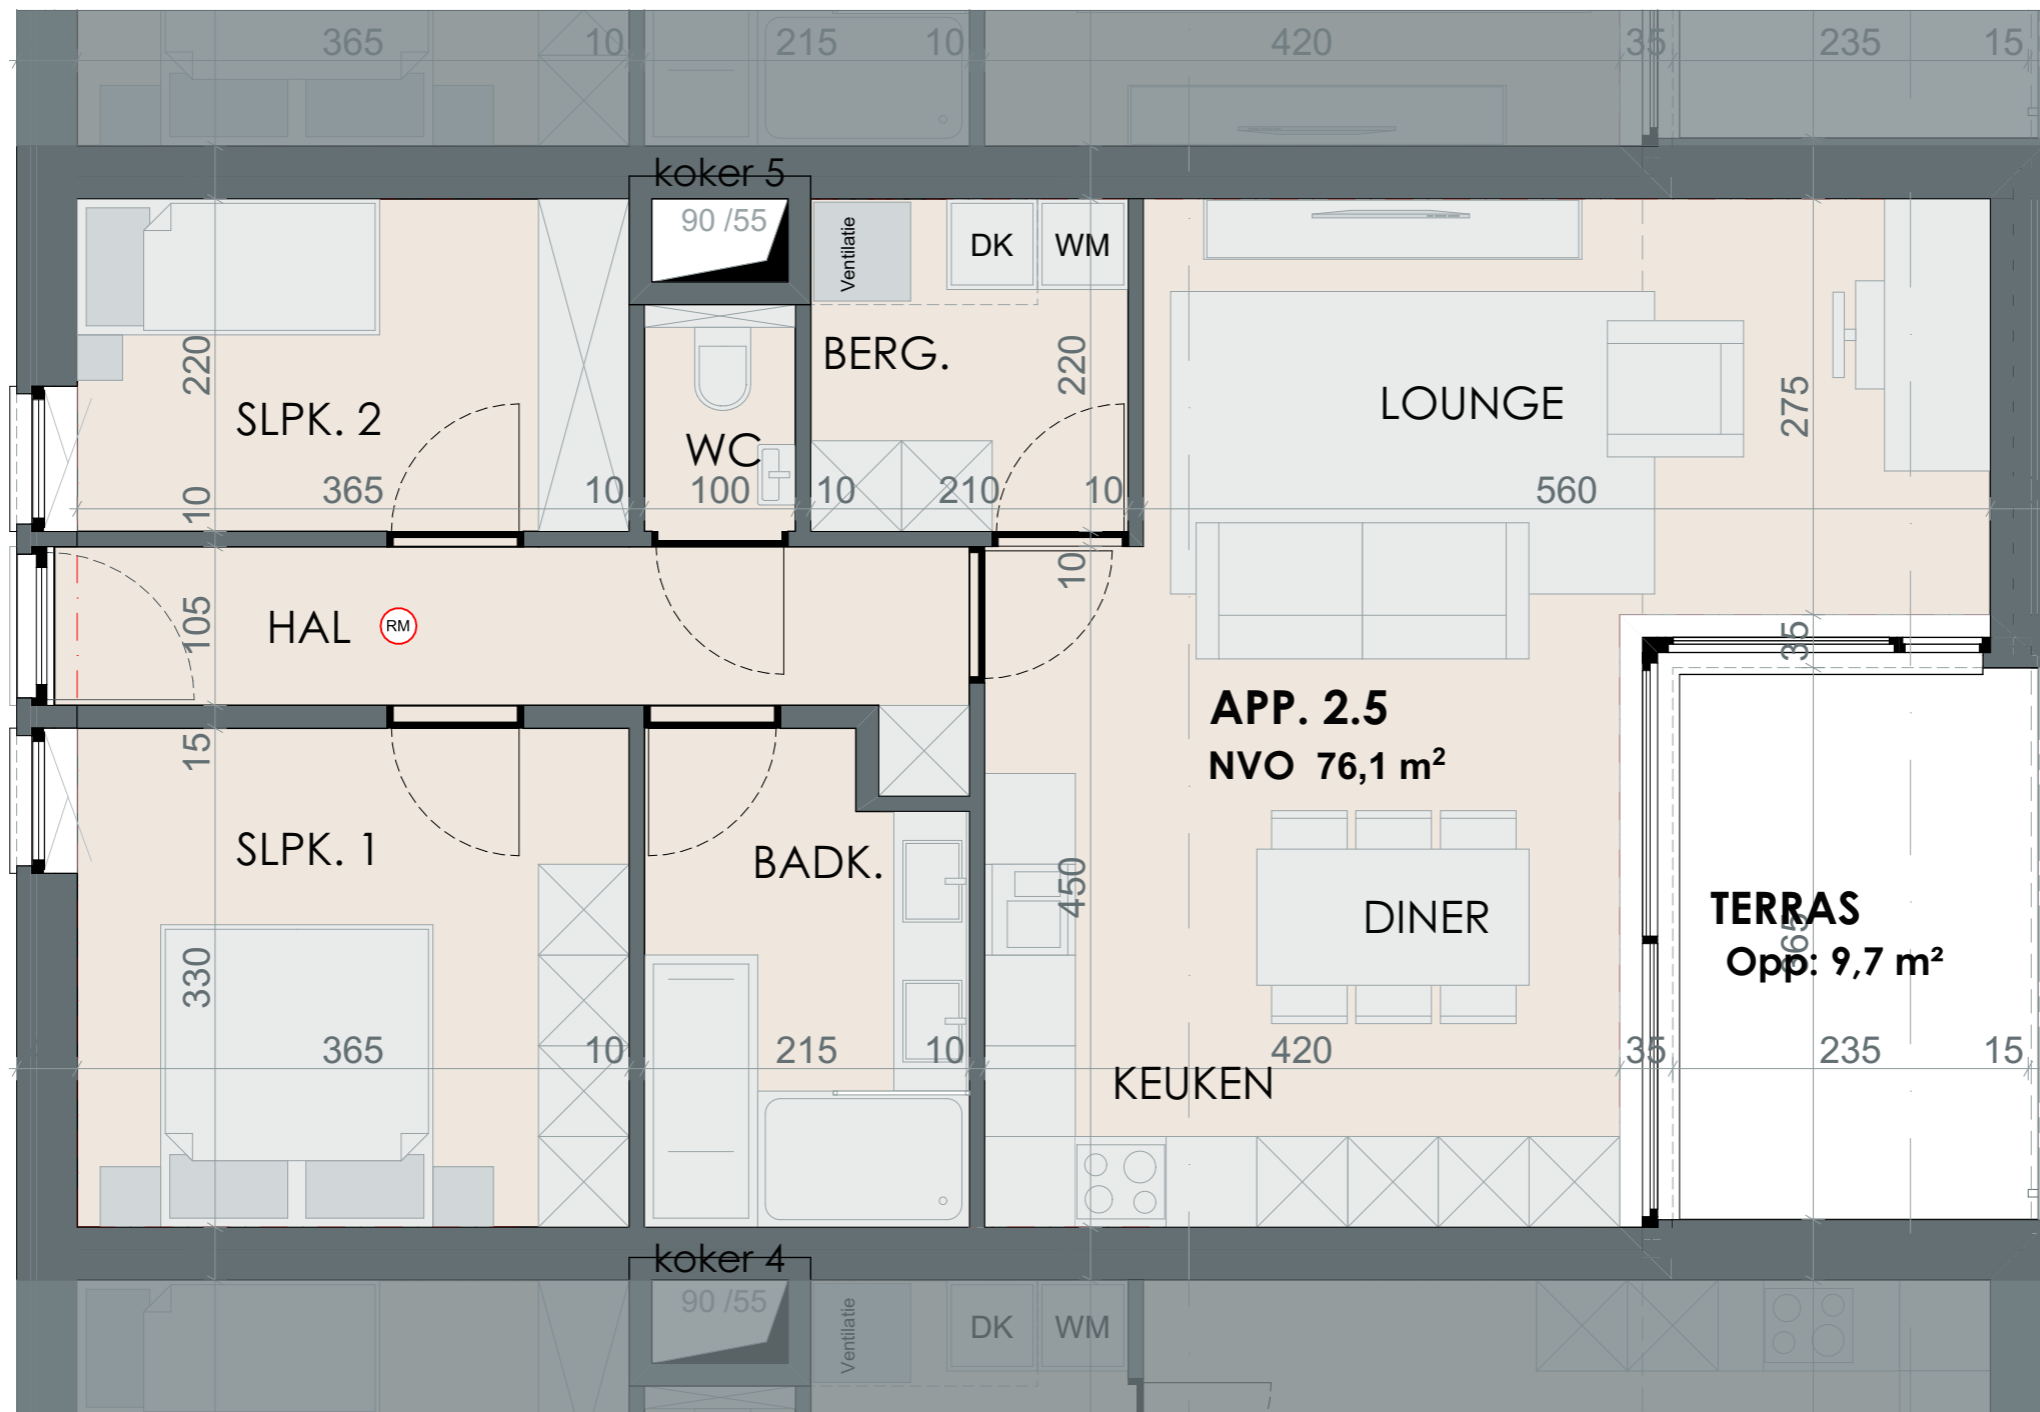 365 10 215 10 420 35 235 15
koker 5
90 /55
Ventilatie
DK WM
BERG.
220
220
SLPK. 2
LOUNGE
275
WC
365 10 100 10 210 10 560
10
10
HAL RM
105
35
APP. 2.5
NVO 76,1 m²
15
SLPK. 1
BADK.
450
DINER
TERRAS
365
Opp: 9,7 m²
330
365 10 215 10 420 35 235 15
KEUKEN
koker 4
90 /55
Ventilatie
DK WM